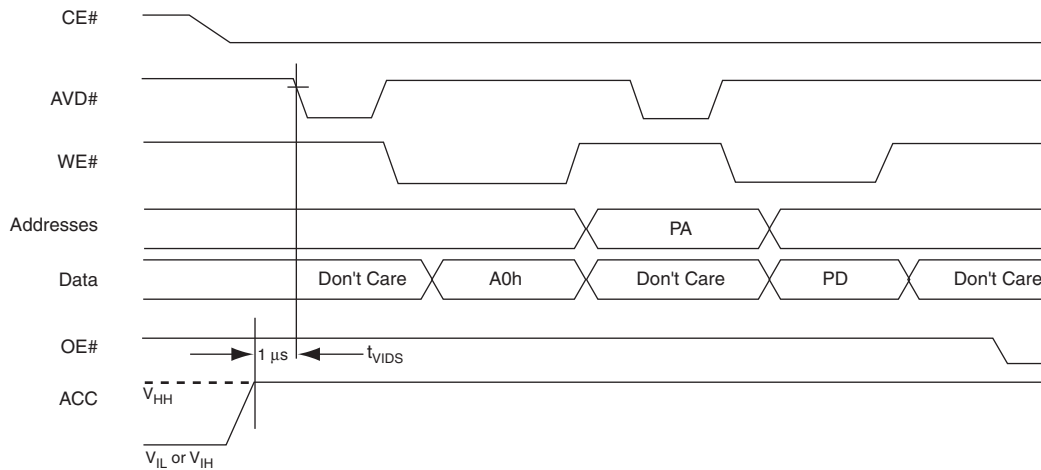 CE#
AVD#
WE#
Addresses
PA
Data
Don't Care
A0h
Don't Care
PD
Don't Care
OE#
1 μs
tVIDS
ACC
VHH
VIL or VIH